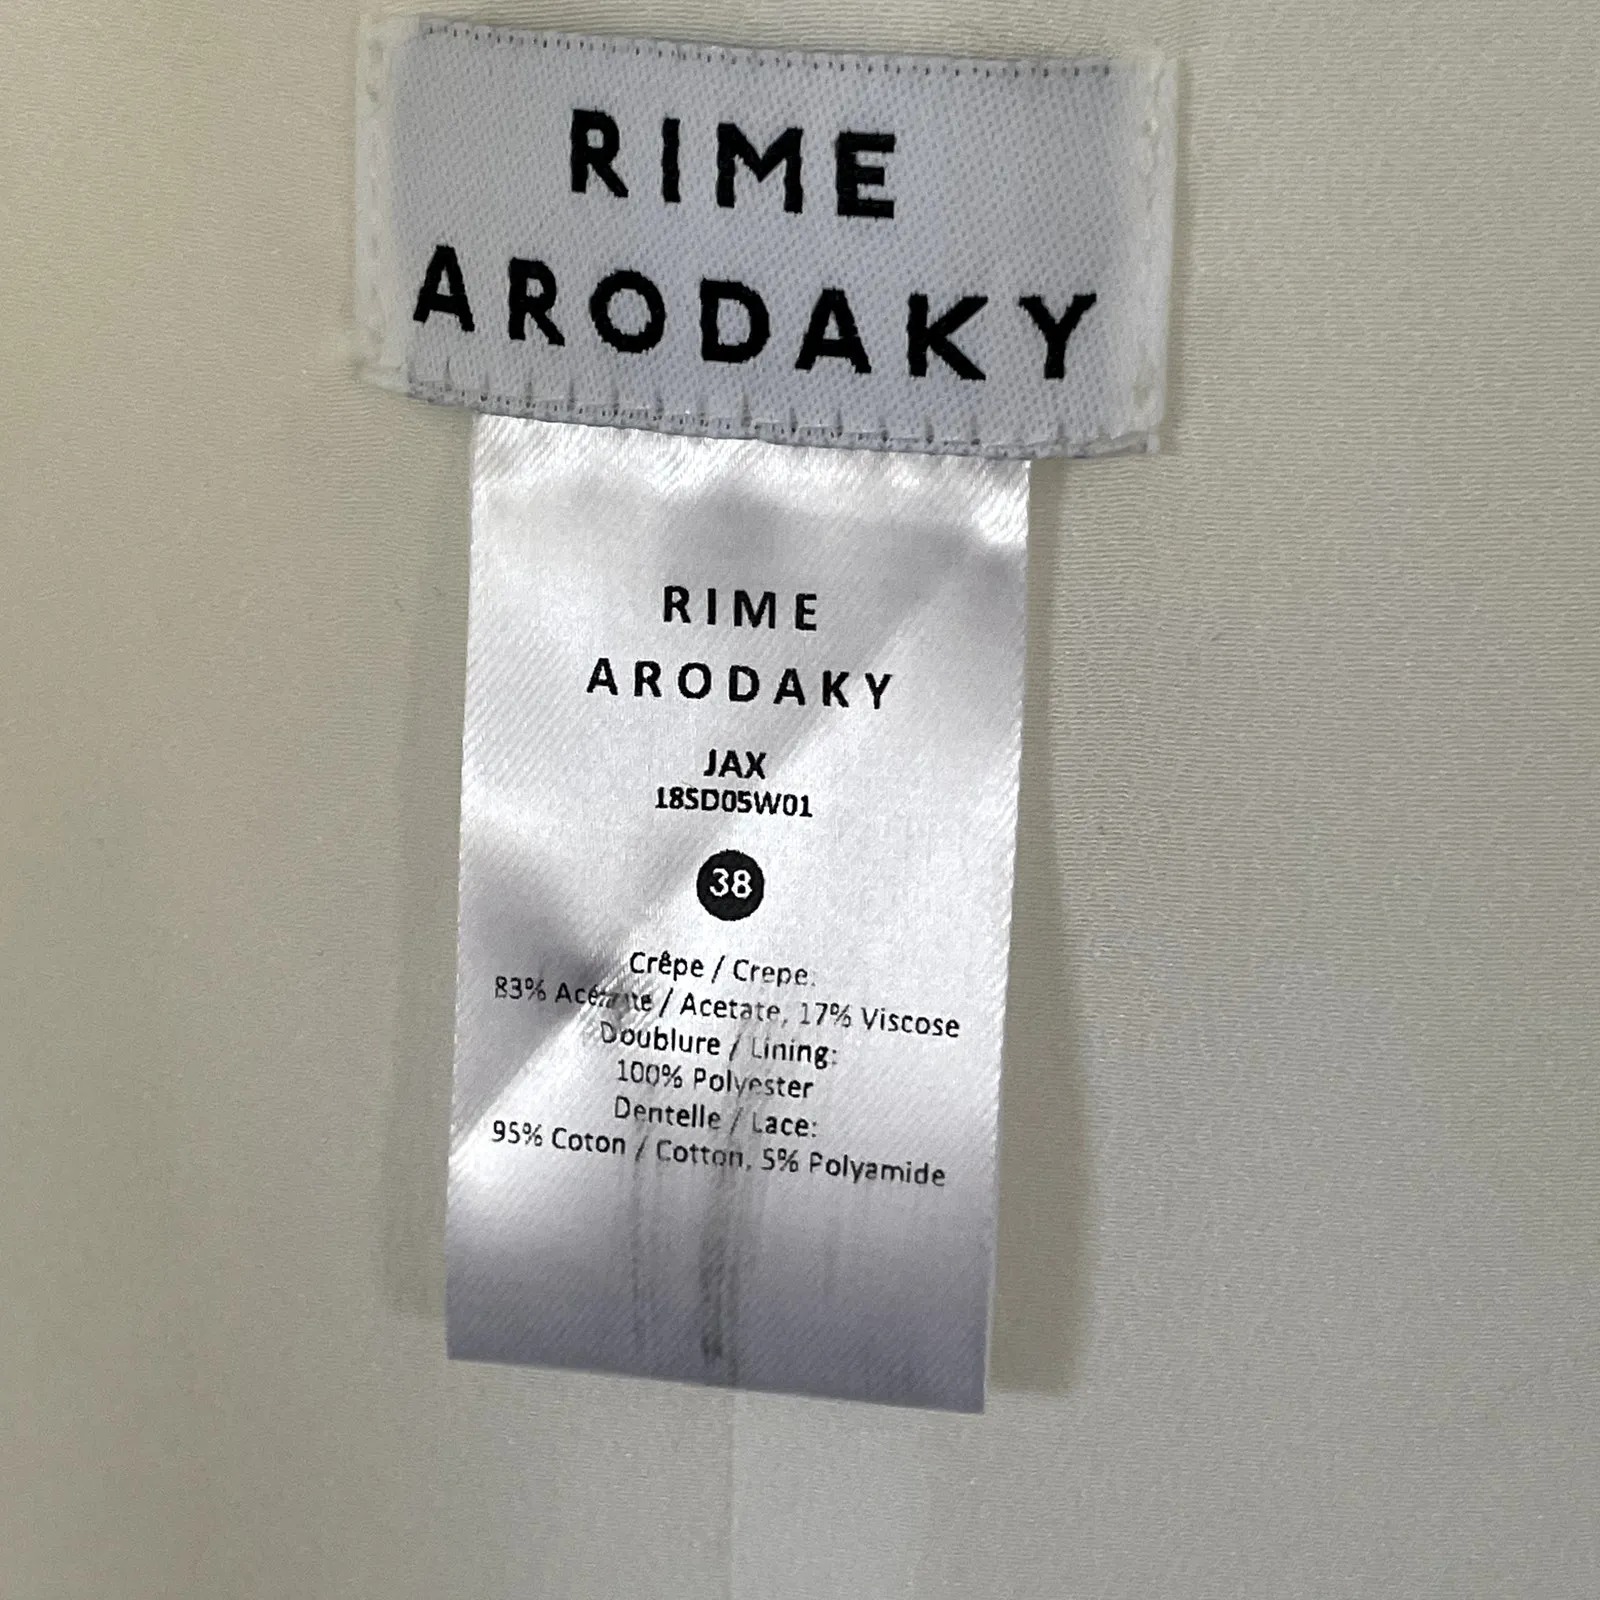 RIME
ARODAKY
RIME
ARODAKY
JAX
18SD05W01
38
Crêpe / Crepe:
83% / Acetate, 17% Viscose
Doublure / Lining:
100% Polyester
Dentelle / Lace:
95% Coton / Cotton, 5% Polyamide